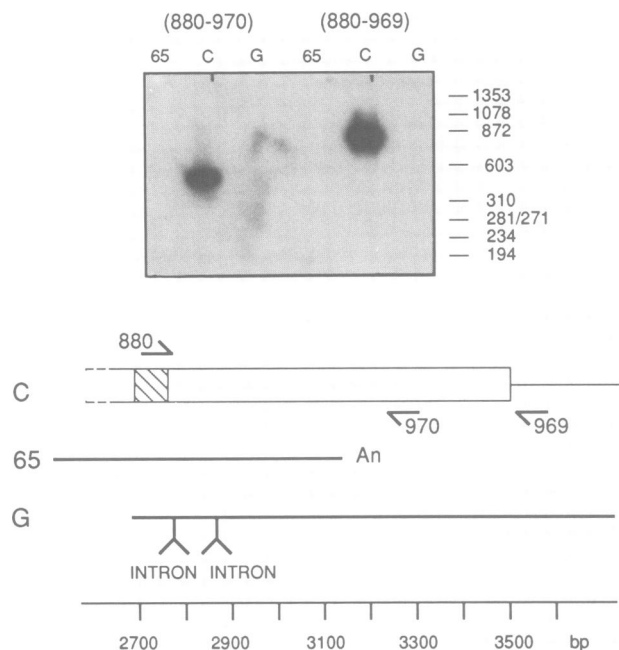 (880-970) (880-969)
65 C G 65 C G
1353
1078
872
603
310
281/271
234
194
880
C
970 969
65 An
G
INTRON INTRON
2700 2900 3100 3300 3500 bp